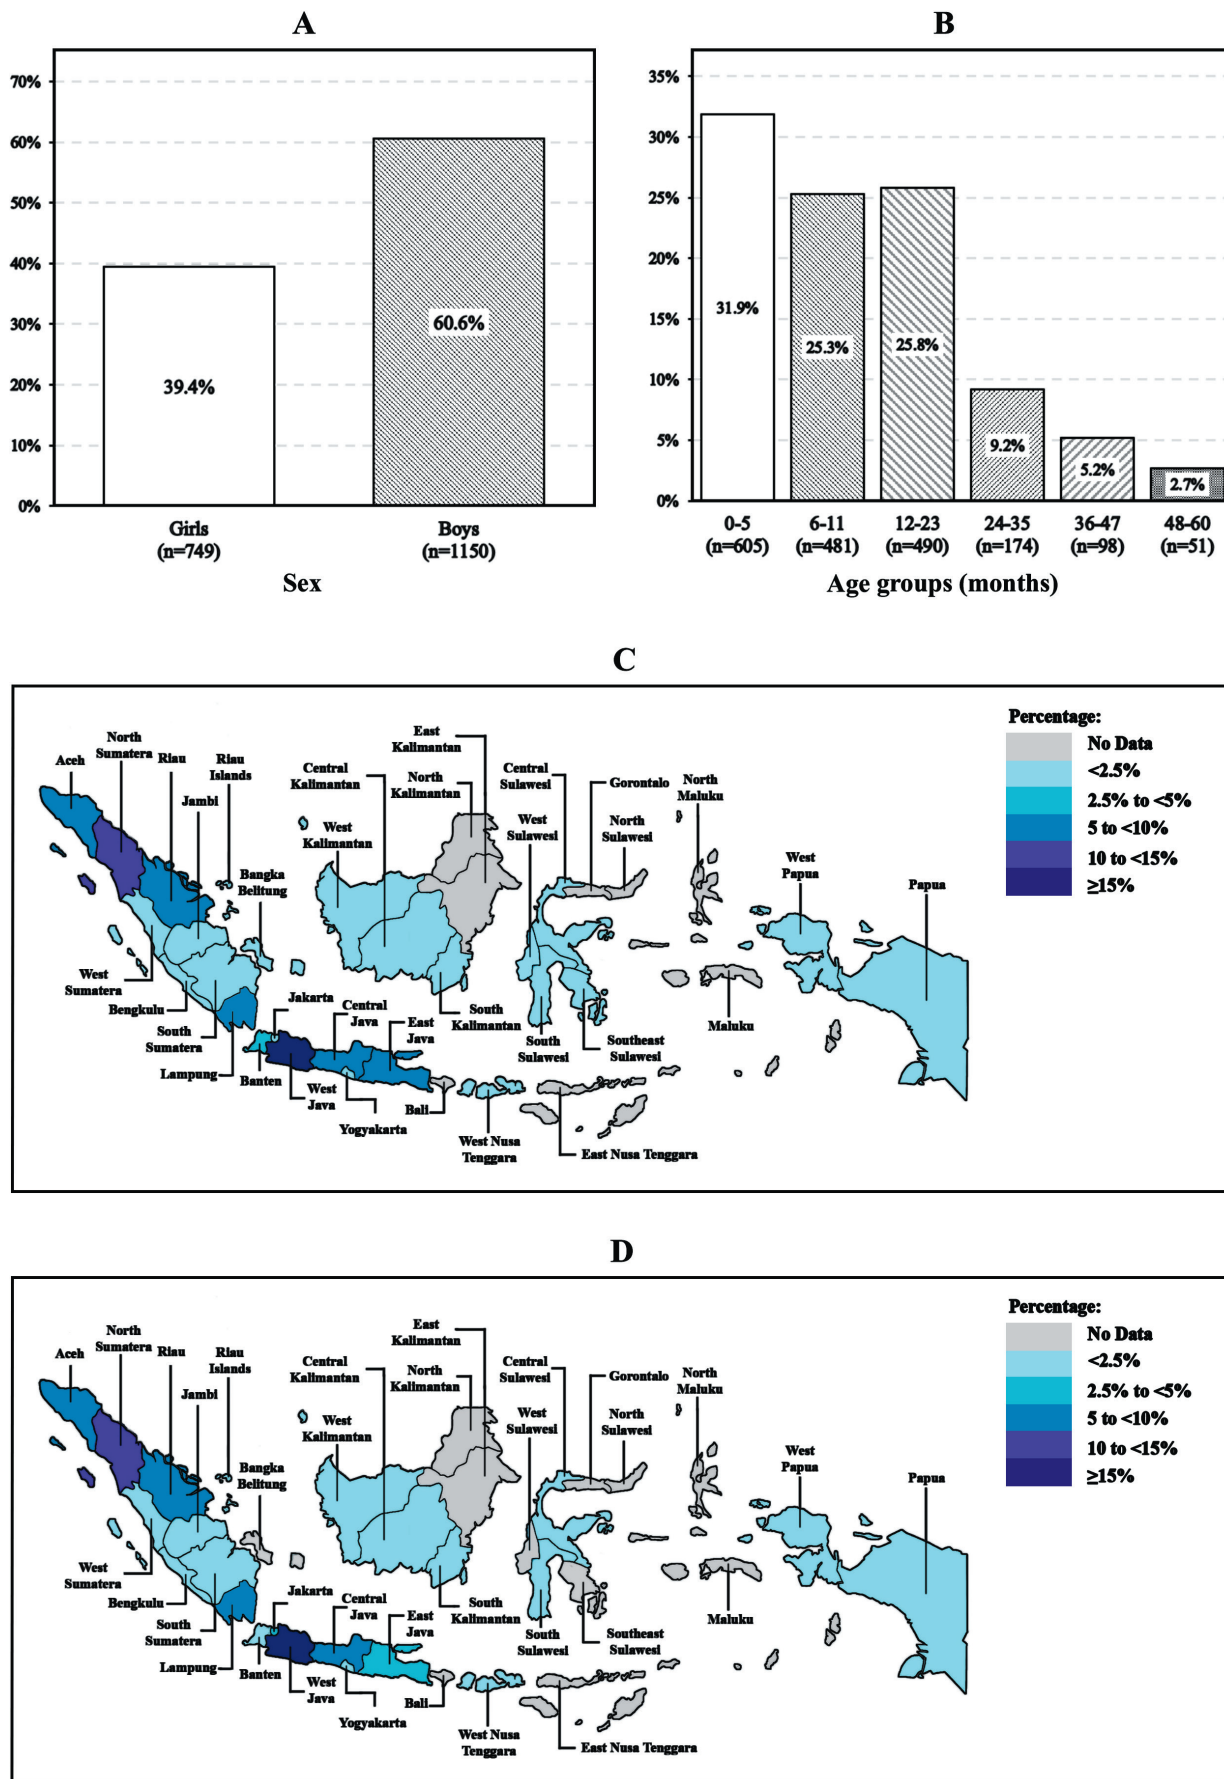 A
70%
60%
50%
40%
30%
20%
10%
0%
39.4%
60.6%
Girls
(n=749)
Boys
(n=1150)
Sex
B
35%
30%
25%
20%
15%
10%
5%
0%
31.9%
25.3%
25.8%
9.2%
5.2%
2.7%
0-5
(n=605)
6-11
(n=481)
12-23
(n=490)
24-35
(n=174)
36-47
(n=98)
48-60
(n=51)
Age groups (months)
C
Aceh
North
Sumatera
Riau
Riau
Islands
Jambi
Bangka
Belitung
Central
Kalimantan
West
Kalimantan
East
Kalimantan
North
Kalimantan
Central
Sulawesi
West
Sulawesi
Gorontalo
North
Sulawesi
North
Maluku
West
Papua
Papua
West
Sumatera
Bengkulu
South
Sumatera
Lampung
Jakarta
Banten
West
Java
Central
Java
Yogyakarta
East
Java
Bali
South
Kalimantan
West Nusa
Tenggara
South
Sulawesi
Southeast
Sulawesi
East Nusa Tenggara
Maluku
Percentage:
No Data
<2.5%
2.5% to <5%
5 to <10%
10 to <15%
≥15%
D
Aceh
North
Sumatera
Riau
Riau
Islands
Jambi
Bangka
Belitung
Central
Kalimantan
West
Kalimantan
East
Kalimantan
North
Kalimantan
Central
Sulawesi
West
Sulawesi
Gorontalo
North
Sulawesi
North
Maluku
West
Papua
Papua
West
Sumatera
Bengkulu
South
Sumatera
Lampung
Jakarta
Banten
West
Java
Central
Java
Yogyakarta
East
Java
Bali
South
Kalimantan
West Nusa
Tenggara
South
Sulawesi
Southeast
Sulawesi
East Nusa Tenggara
Maluku
Percentage:
No Data
<2.5%
2.5% to <5%
5 to <10%
10 to <15%
≥15%